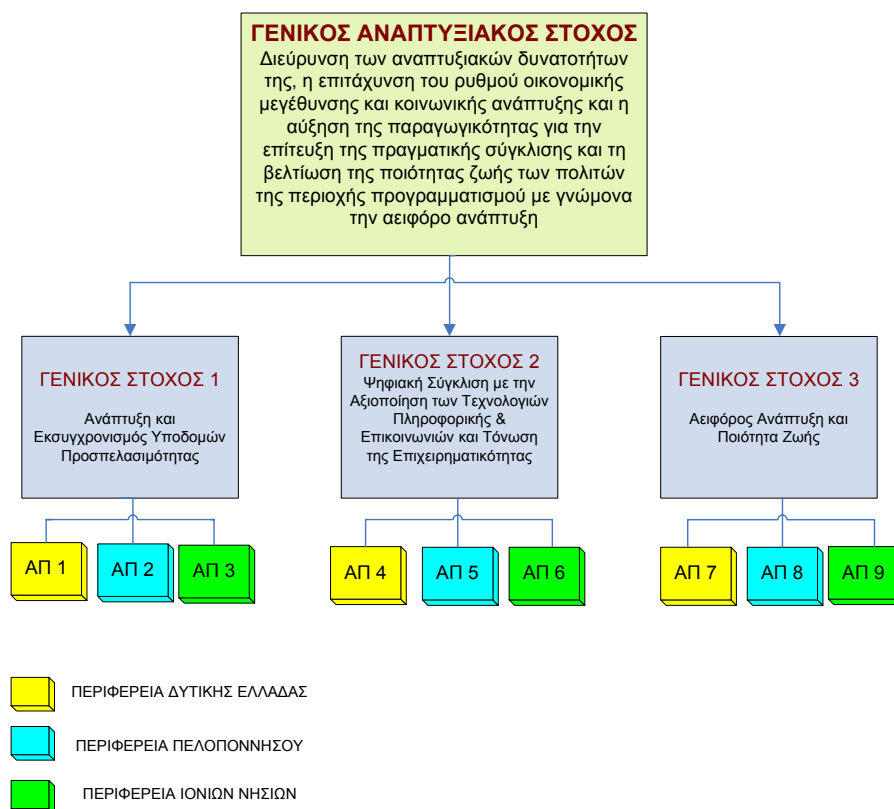 ΓΕΝΙΚΟΣ ΑΝΑΠΤΥΞΙΑΚΟΣ ΣΤΟΧΟΣ
Διεύρυνση των αναπτυξιακών δυνατοτήτων
της, η επιτάχυνση του ρυθμού οικονομικής
μεγέθυνσης και κοινωνικής ανάπτυξης και η
αύξηση της παραγωγικότητας για την
επίτευξη της πραγματικής σύγκλισης και τη
βελτίωση της ποιότητας ζωής των πολιτών
της περιοχής προγραμματισμού με γνώμονα
την αειφόρο ανάπτυξη
ΓΕΝΙΚΟΣ ΣΤΟΧΟΣ 1
Ανάπτυξη και
Εκσυγχρονισμός Υποδομών
Προσπελασιμότητας
ΓΕΝΙΚΟΣ ΣΤΟΧΟΣ 2
Ψηφιακή Σύγκλιση με την
Αξιοποίηση των Τεχνολογιών
Πληροφορικής &
Επικοινωνιών και Τόνωση
της Επιχειρηματικότητας
ΓΕΝΙΚΟΣ ΣΤΟΧΟΣ 3
Αειφόρος Ανάπτυξη και
Ποιότητα Ζωής
ΑΠ 1
ΑΠ 2
ΑΠ 3
ΑΠ 4
ΑΠ 5
ΑΠ 6
ΑΠ 7
ΑΠ 8
ΑΠ 9
ΠΕΡΙΦΕΡΕΙΑ ΔΥΤΙΚΗΣ ΕΛΛΑΔΑΣ
ΠΕΡΙΦΕΡΕΙΑ ΠΕΛΟΠΟΝΝΗΣΟΥ
ΠΕΡΙΦΕΡΕΙΑ ΙΟΝΙΩΝ ΝΗΣΙΩΝ